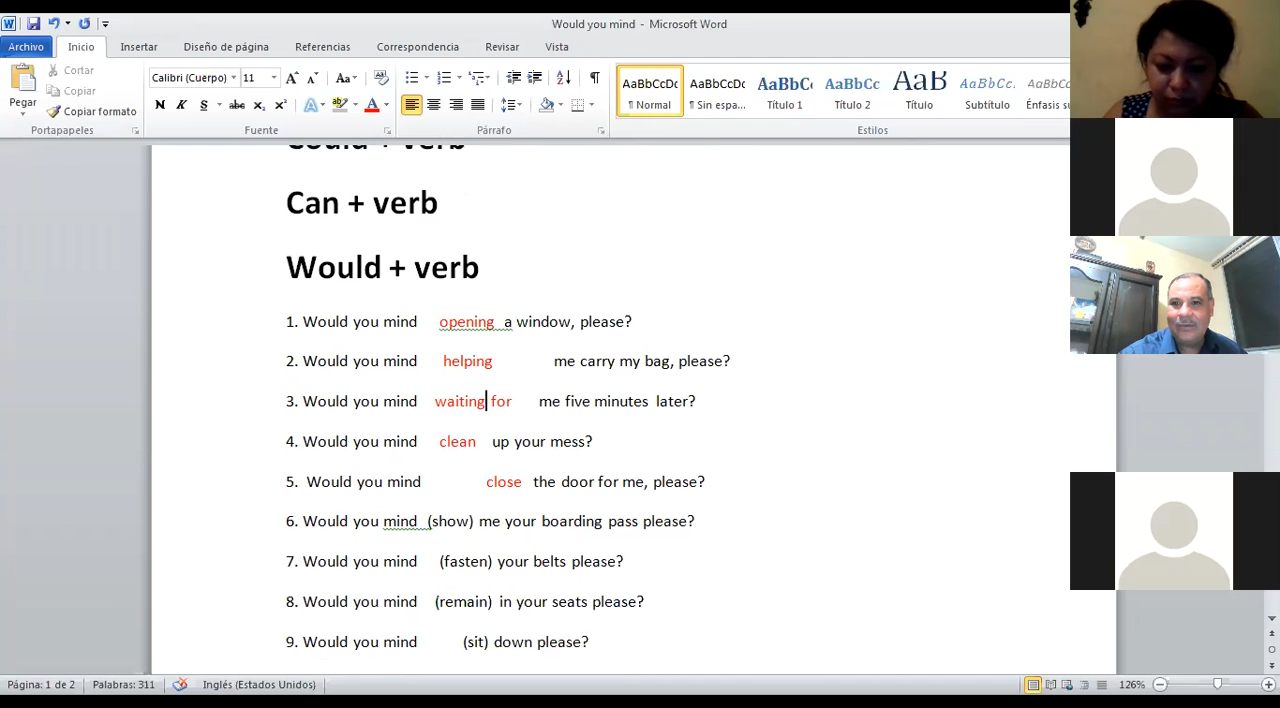 Would you mind - Microsoft Word
Archivo Inicio Insertar Diseño de página Referencias Correspondencia Revisar Vista
Pegar
Cortar
Copiar
Copiar formato
Portapapeles
Calibri (Cuerpo) 11
N K S abc x₂ x² A A
Fuente
Párrafo
AaBbCcDc AaBbCcDc AaBbC AaBbCc AaB AaBbCc. AaBbCcD
¶ Normal ¶ Sin espa... Título 1 Título 2 Título Subtítulo Énfasis su
Estilos
Could + verb
Can + verb
Would + verb
1. Would you mind opening a window, please?
2. Would you mind helping me carry my bag, please?
3. Would you mind waiting for me five minutes later?
4. Would you mind clean up your mess?
5. Would you mind close the door for me, please?
6. Would you mind (show) me your boarding pass please?
7. Would you mind (fasten) your belts please?
8. Would you mind (remain) in your seats please?
9. Would you mind (sit) down please?
Página: 1 de 2 Palabras: 311 Inglés (Estados Unidos) 126%